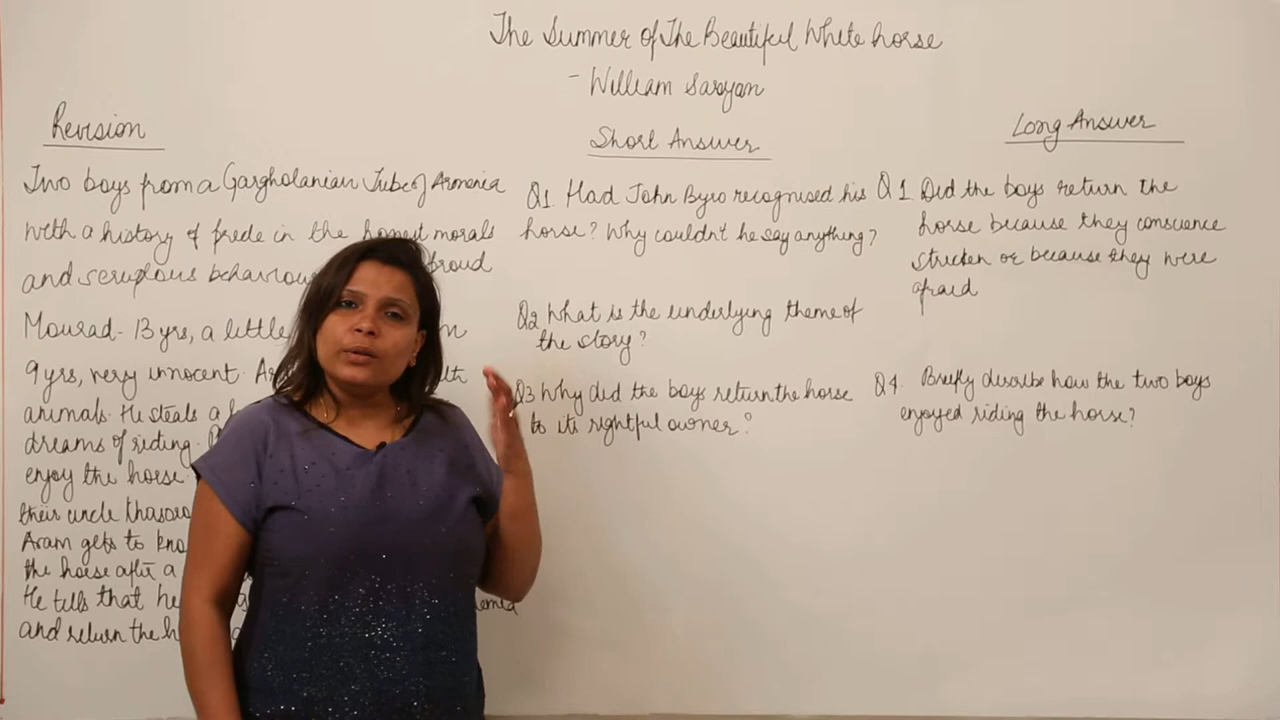 The Summer of The Beautiful White horse
- William Saroyan
Revision
Two boys from a Gargholanian Tribe of Armenia
with a history of pride in the honest morals
and scruplous behaviou proud
Mourad- 13 yrs, a little
9 yrs, very innocent.
animals. He steals a
dreams of riding.
enjoy the horse
their uncle Khosro
Aram gets to kno
the horse after a
He tells that he
and return the h
Short Answer
Q1. Had John Byro recognised his
horse? Why couldn't he say anything?
Q2 What is the underlying theme of
the story?
Q3 Why did the boys return the horse
to its rightful owner?
Long Answer
Q1. Did the boys return the
horse because they conscience
stricken or because they were
afraid
Q4. Briefly describe how the two boys
enjoyed riding the horse?